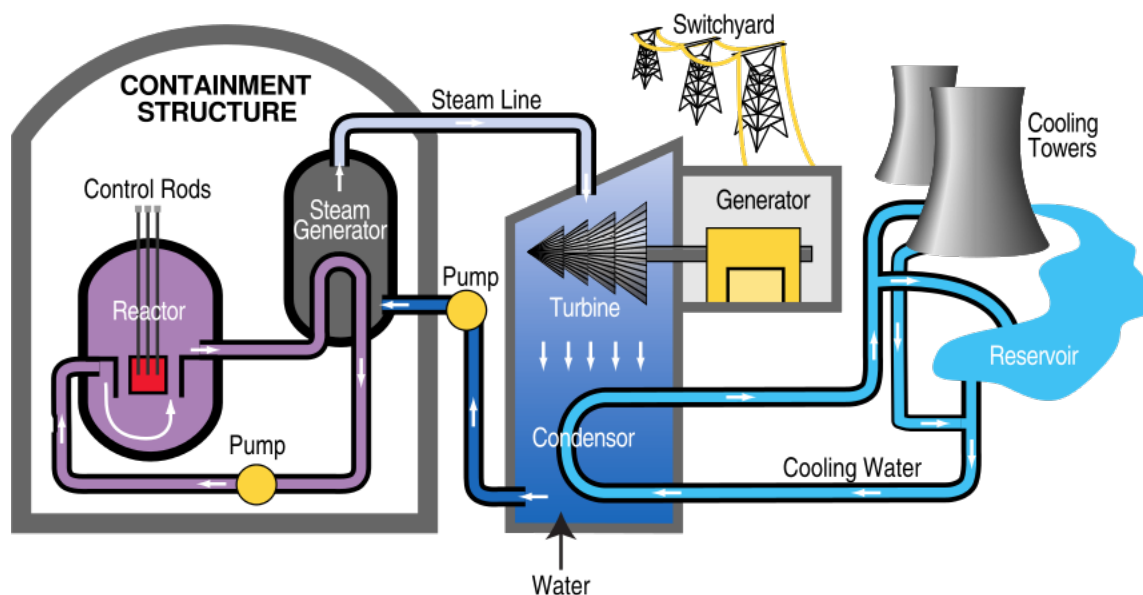 Switchyard
CONTAINMENT
STRUCTURE
Steam Line
Cooling
Towers
Control Rods
Steam
Generator
Generator
Pump
Reactor
Turbine
Reservoir
Condensor
Pump
Cooling Water
Water